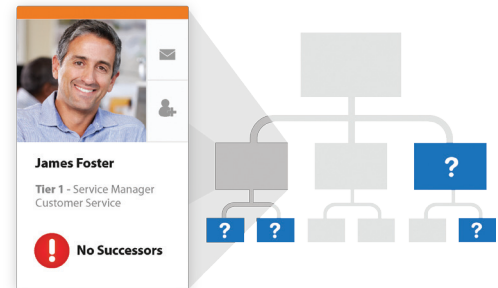 James Foster
Tier 1 - Service Manager
Customer Service
! No Successors
?
? ? ?